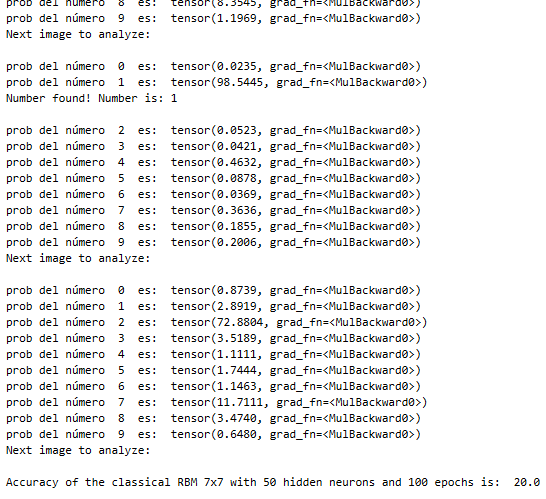 prob del número  8  es:  tensor(8.3545, grad_fn=<MulBackward0>)
prob del número  9  es:  tensor(1.1969, grad_fn=<MulBackward0>)
Next image to analyze:

prob del número  0  es:  tensor(0.0235, grad_fn=<MulBackward0>)
prob del número  1  es:  tensor(98.5445, grad_fn=<MulBackward0>)
Number found! Number is: 1

prob del número  2  es:  tensor(0.0523, grad_fn=<MulBackward0>)
prob del número  3  es:  tensor(0.0421, grad_fn=<MulBackward0>)
prob del número  4  es:  tensor(0.4632, grad_fn=<MulBackward0>)
prob del número  5  es:  tensor(0.0878, grad_fn=<MulBackward0>)
prob del número  6  es:  tensor(0.0369, grad_fn=<MulBackward0>)
prob del número  7  es:  tensor(0.3636, grad_fn=<MulBackward0>)
prob del número  8  es:  tensor(0.1855, grad_fn=<MulBackward0>)
prob del número  9  es:  tensor(0.2006, grad_fn=<MulBackward0>)
Next image to analyze:

prob del número  0  es:  tensor(0.8739, grad_fn=<MulBackward0>)
prob del número  1  es:  tensor(2.8919, grad_fn=<MulBackward0>)
prob del número  2  es:  tensor(72.8804, grad_fn=<MulBackward0>)
prob del número  3  es:  tensor(3.5189, grad_fn=<MulBackward0>)
prob del número  4  es:  tensor(1.1111, grad_fn=<MulBackward0>)
prob del número  5  es:  tensor(1.7444, grad_fn=<MulBackward0>)
prob del número  6  es:  tensor(1.1463, grad_fn=<MulBackward0>)
prob del número  7  es:  tensor(11.7111, grad_fn=<MulBackward0>)
prob del número  8  es:  tensor(3.4740, grad_fn=<MulBackward0>)
prob del número  9  es:  tensor(0.6480, grad_fn=<MulBackward0>)
Next image to analyze:

Accuracy of the classical RBM 7x7 with 50 hidden neurons and 100 epochs is:  20.0